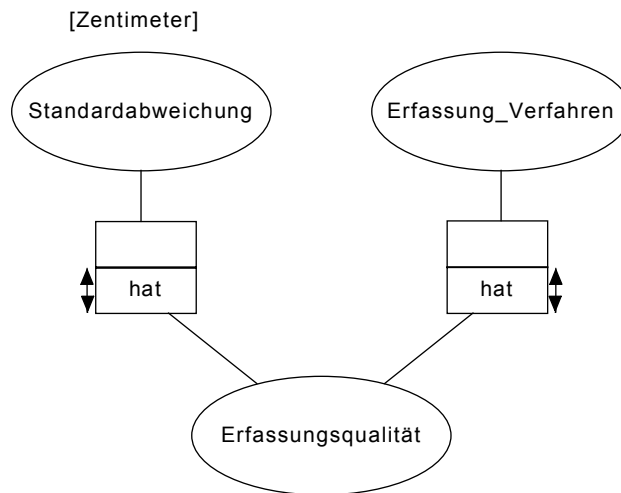 [Zentimeter]
Standardabweichung
Erfassung_Verfahren
hat
hat
Erfassungsqualität